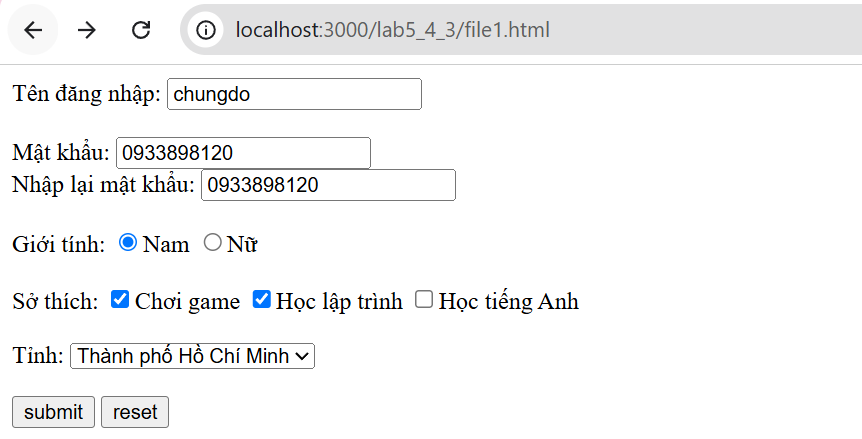 localhost:3000/lab5_4_3/file1.html
Tên đăng nhập: chungdo
Mật khẩu: 0933898120
Nhập lại mật khẩu: 0933898120
Giới tính: Nam Nữ
Sở thích: Chơi game Học lập trình Học tiếng Anh
Tỉnh: Thành phố Hồ Chí Minh
submit reset